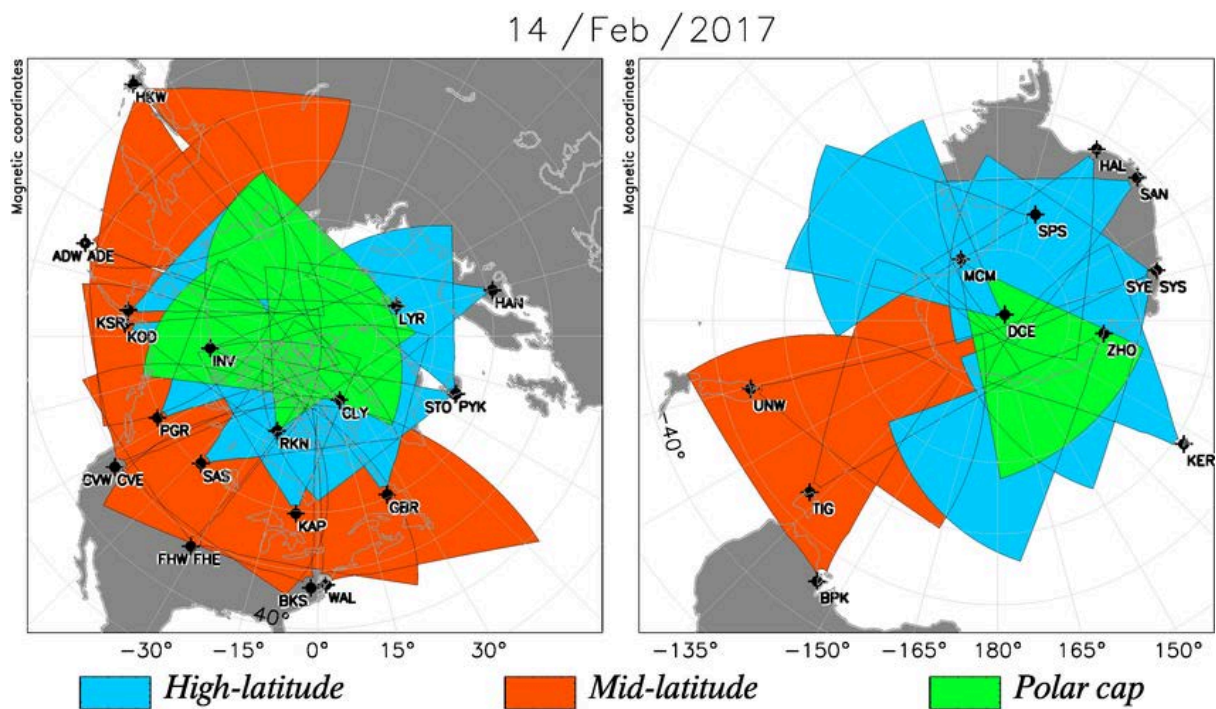 14 /Feb /2017
Magnetic coordinates
HKW
ADW ADE
KSR
KOD
INV
LYR
HAN
PGR
CLY
STO PYK
RKN
CVW CVE
SAS
GBR
KAP
FHW FHE
BKS
WAL
40°
-30°
-15°
0°
15°
30°
Magnetic coordinates
HAL
SAN
SPS
MCM
SYE SYS
DCE
ZHO
UNW
-40°
KER
TIG
BPK
-135°
-150°
-165°
180°
165°
150°
High-latitude
Mid-latitude
Polar cap